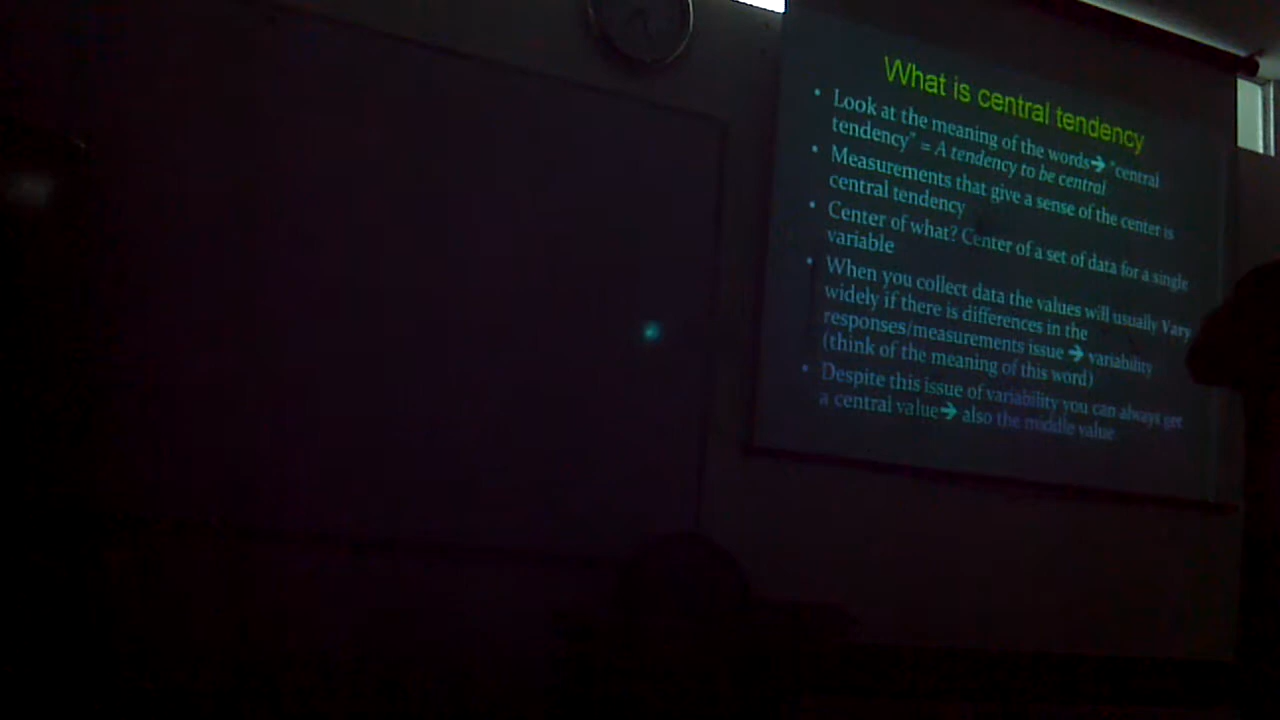 What is central tendency
• Look at the meaning of the words➔ "central
tendency" = A tendency to be central
• Measurements that give a sense of the center is
central tendency
• Center of what? Center of a set of data for a single
variable
• When you collect data the values will usually Vary
widely if there is differences in the
responses/measurements issue ➔ variability
(think of the meaning of this word)
• Despite this issue of variability you can always get
a central value➔ also the middle value